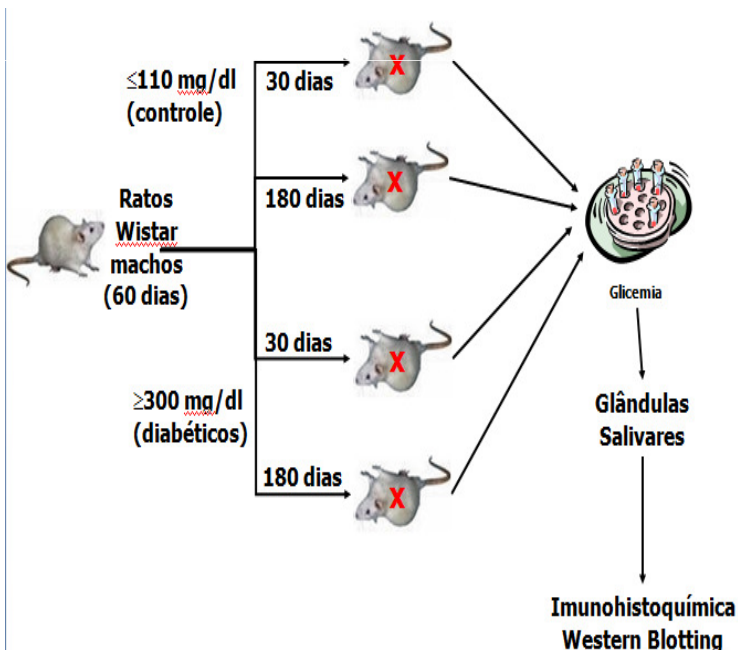 ≤110 mg/dl
(controle)
30 dias
180 dias
Ratos
Wistar
machos
(60 dias)
30 dias
≥300 mg/dl
(diabéticos)
180 dias
X
X
X
X
Glicemia
Glândulas
Salivares
Imunohistoquímica
Western Blotting